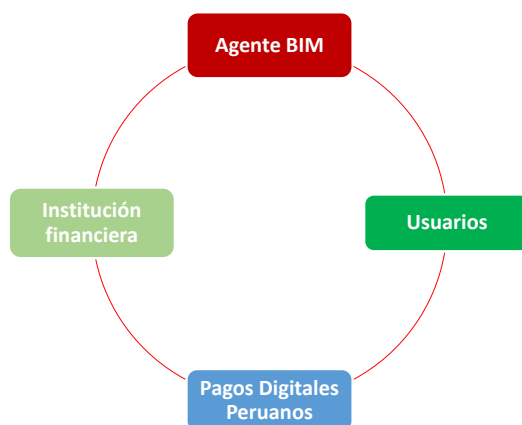 Agente BIM
Institución
financiera
Usuarios
Pagos Digitales
Peruanos